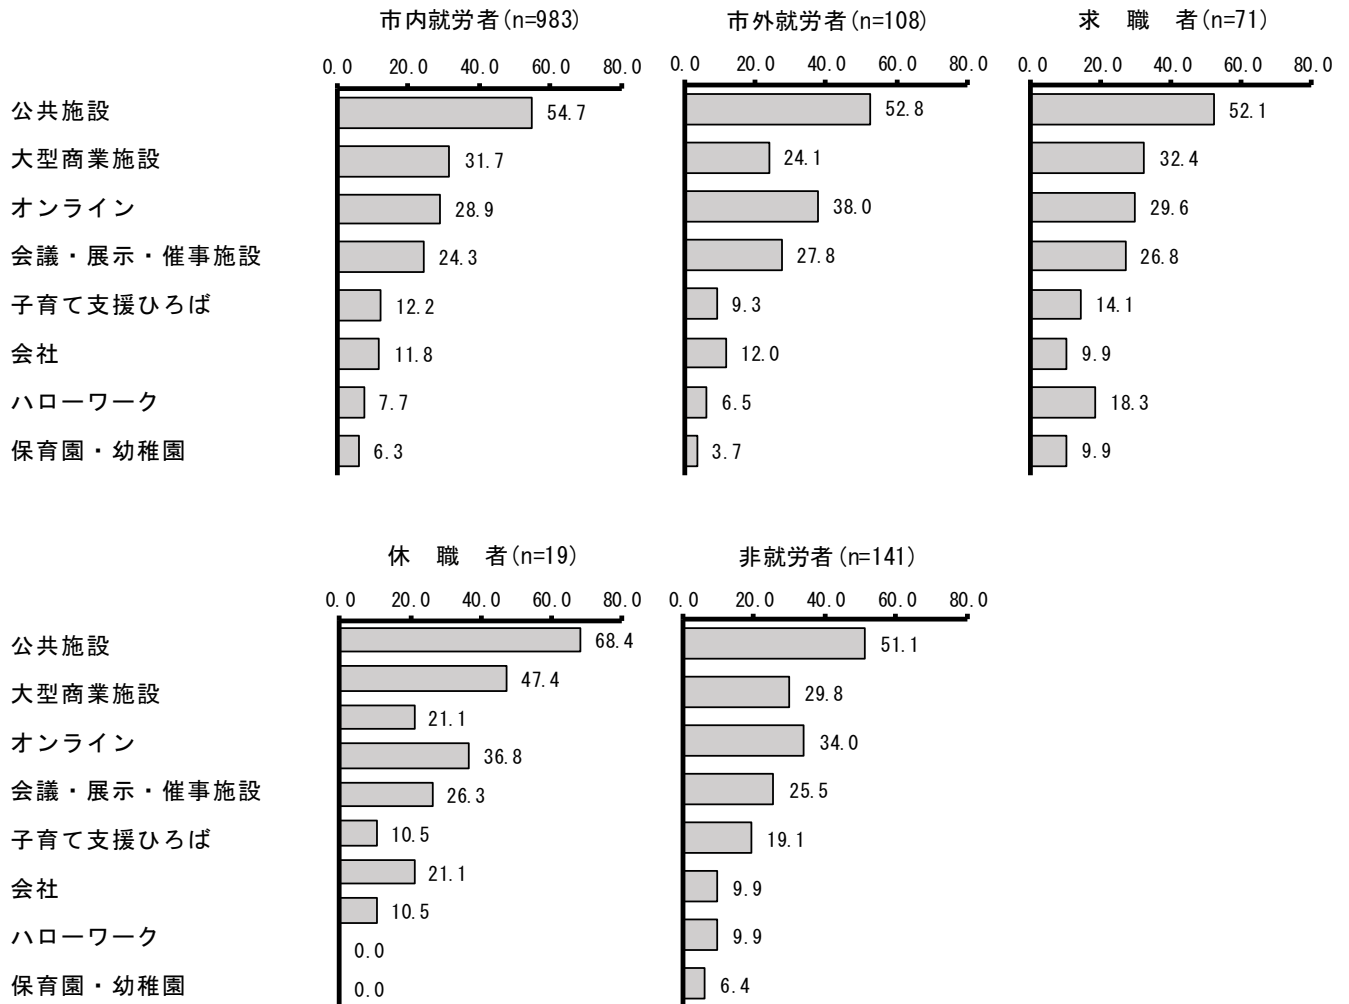 市内就労者(n=983)
市外就労者(n=108)
求 職 者(n=71)
0.0 20.0 40.0 60.0 80.0
0.0 20.0 40.0 60.0 80.0
0.0 20.0 40.0 60.0 80.0
公共施設 54.7 52.8 52.1
大型商業施設 31.7 24.1 32.4
オンライン 28.9 38.0 29.6
会議・展示・催事施設 24.3 27.8 26.8
子育て支援ひろば 12.2 9.3 14.1
会社 11.8 12.0 9.9
ハローワーク 7.7 6.5 18.3
保育園・幼稚園 6.3 3.7 9.9
休 職 者(n=19)
非就労者(n=141)
0.0 20.0 40.0 60.0 80.0
0.0 20.0 40.0 60.0 80.0
公共施設 68.4 51.1
大型商業施設 47.4 29.8
21.1
オンライン 36.8 34.0
会議・展示・催事施設 26.3 25.5
子育て支援ひろば 10.5 19.1
会社 21.1 9.9
10.5
ハローワーク 0.0 9.9
保育園・幼稚園 0.0 6.4